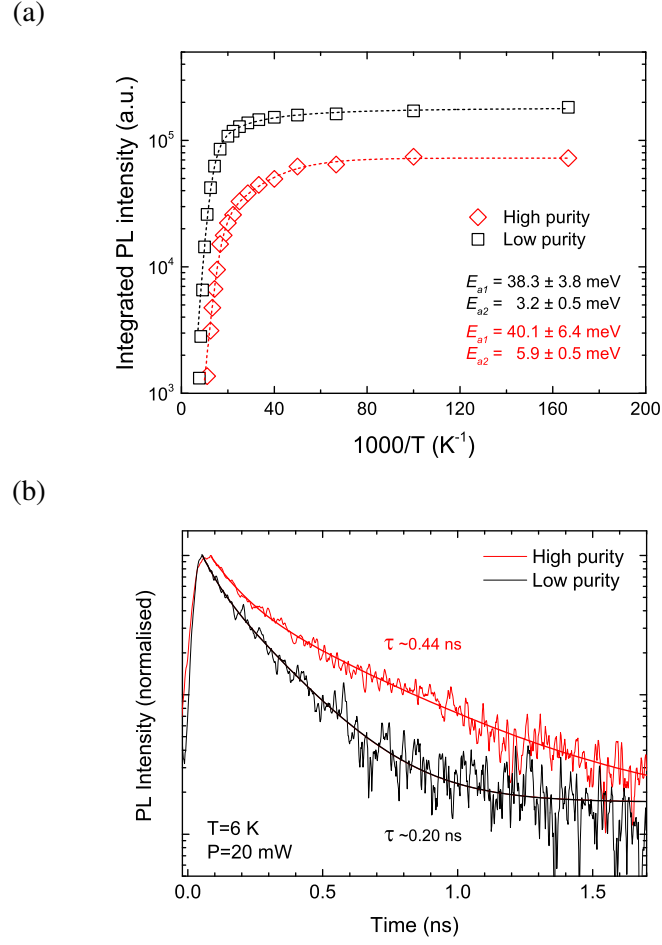 (a)
Integrated PL intensity (a.u.)
10^5
10^4
10^3
High purity
Low purity
E_a1 = 38.3 ± 3.8 meV
E_a2 = 3.2 ± 0.5 meV
E_a1 = 40.1 ± 6.4 meV
E_a2 = 5.9 ± 0.5 meV
0 40 80 120 160 200
1000/T (K^-1)
(b)
PL Intensity (normalised)
High purity
Low purity
τ ~0.44 ns
τ ~0.20 ns
T=6 K
P=20 mW
0.0 0.5 1.0 1.5
Time (ns)